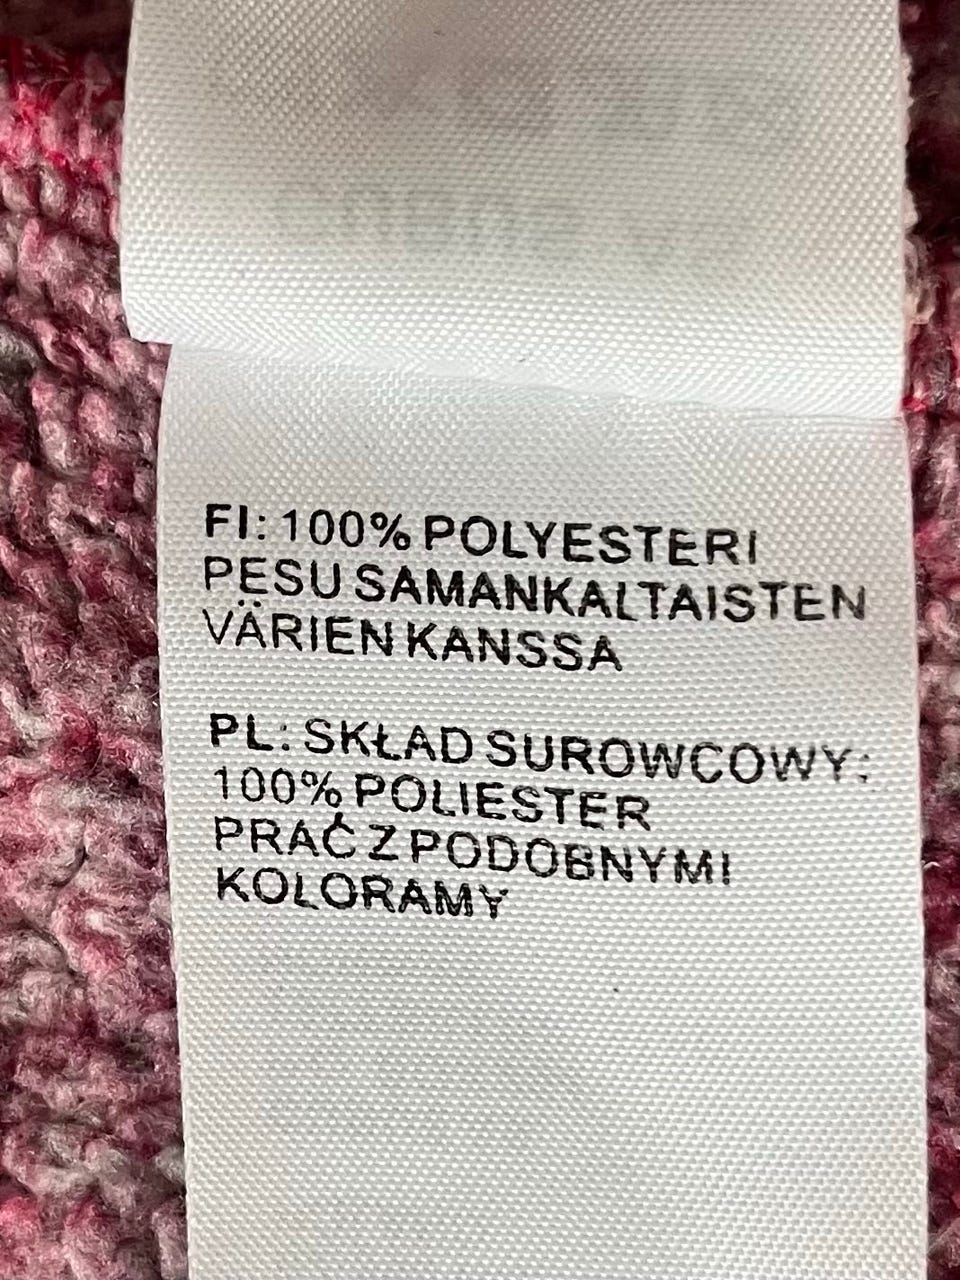 FI: 100% POLYESTERI
PESU SAMANKALTAISTEN
VÄRIEN KANSSA
PL: SKŁAD SUROWCOWY:
100% POLIESTER
PRAĆ Z PODOBNYMI
KOLORAMY